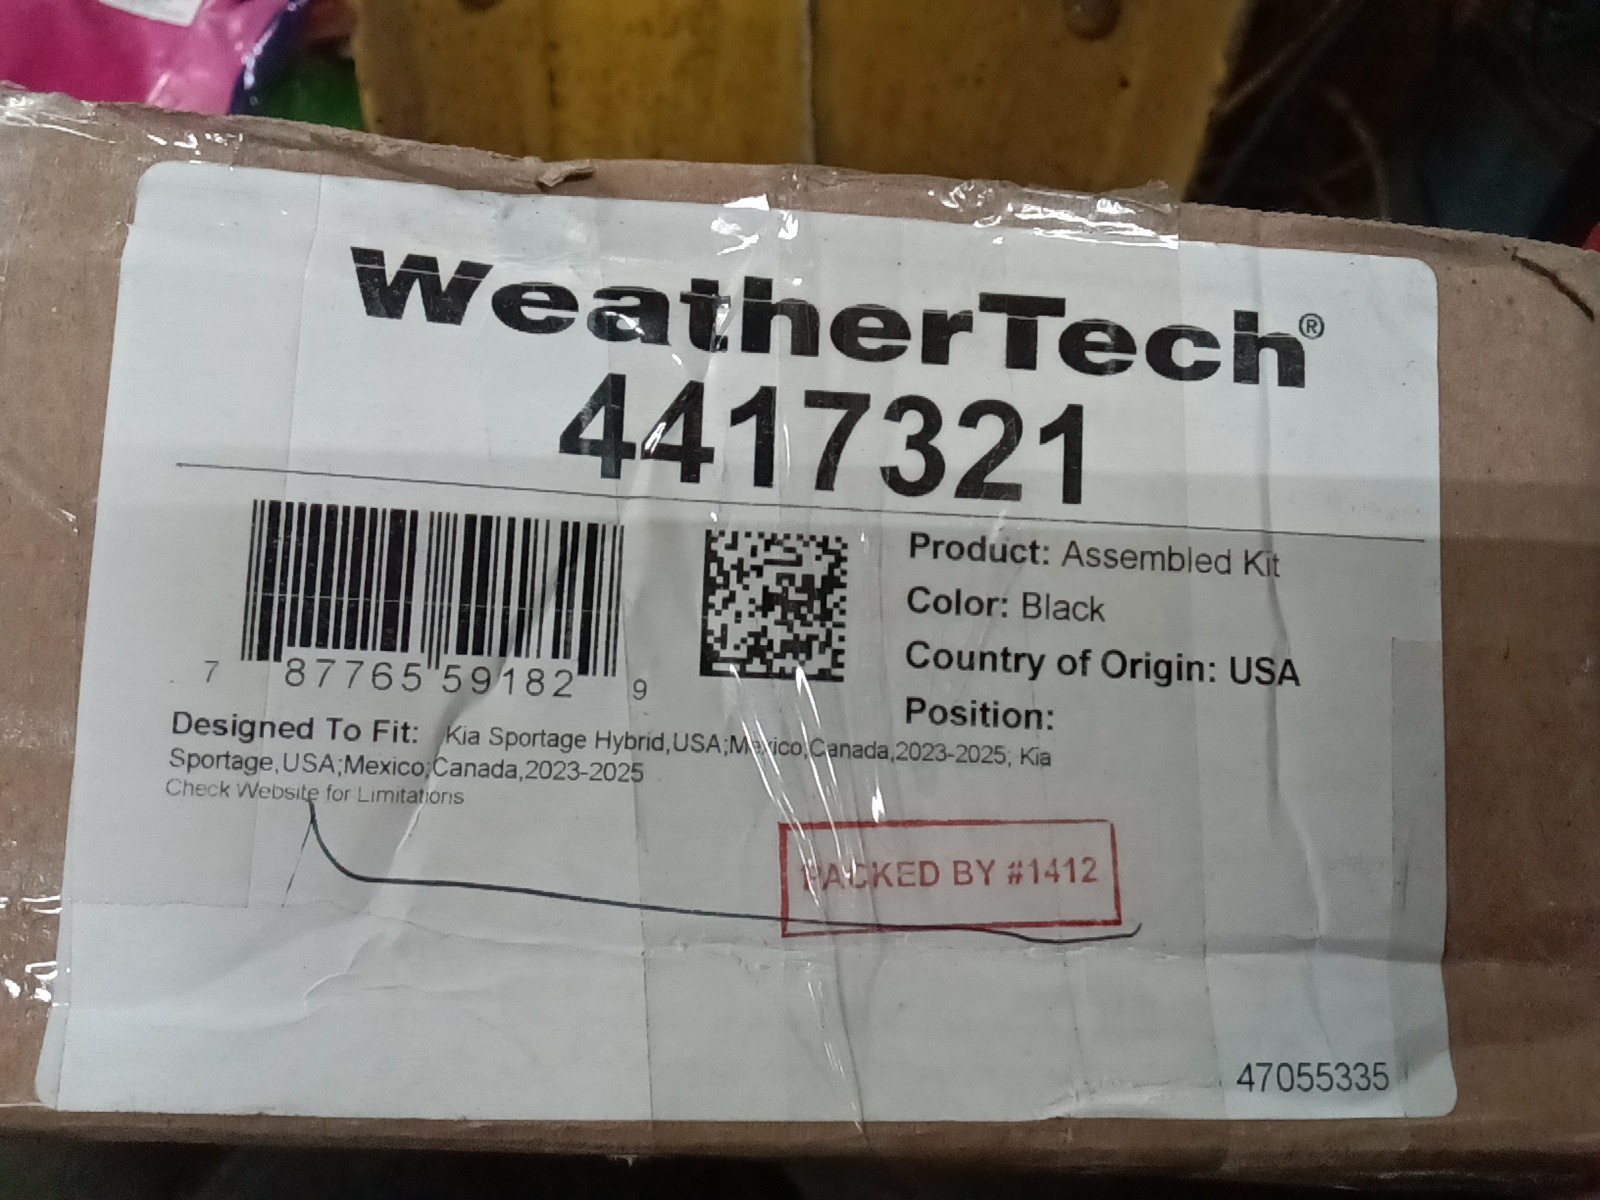 WeatherTech®
4417321
7 87765 59182 9
Product: Assembled Kit
Color: Black
Country of Origin: USA
Position:
Designed To Fit: Kia Sportage Hybrid,USA;Mexico,Canada,2023-2025; Kia
Sportage,USA;Mexico;Canada,2023-2025
Check Website for Limitations
PACKED BY #1412
47055335